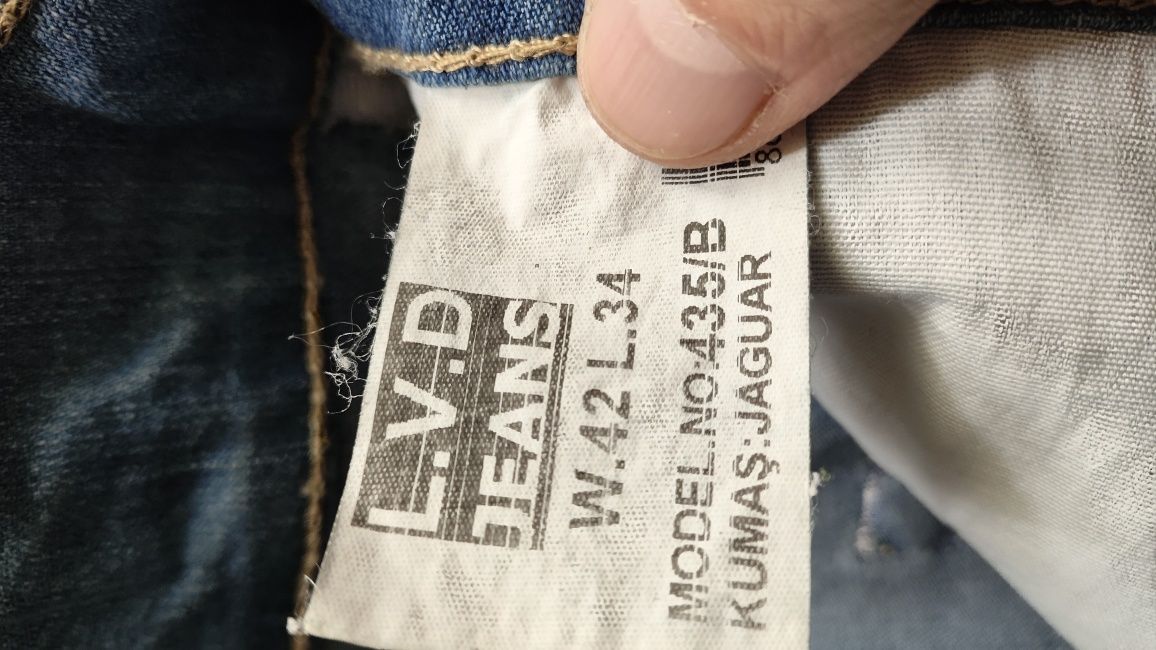 L.V.D
JEANS
W.42 L.34
MODEL.NO:435/B
KUMAŞ:JAGUAR